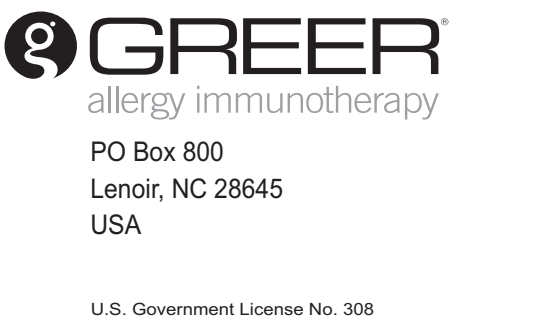 g GREER®
allergy immunotherapy
PO Box 800
Lenoir, NC 28645
USA
U.S. Government License No. 308